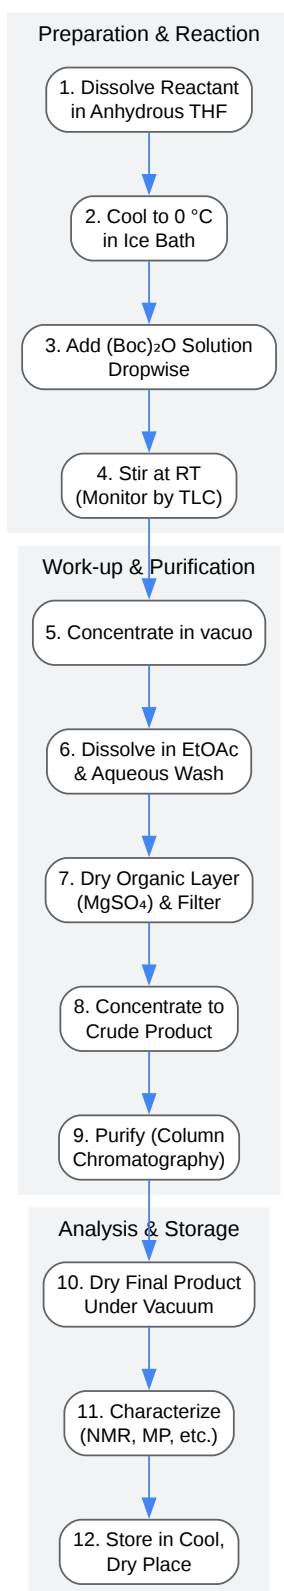 Preparation & Reaction
1. Dissolve Reactant
in Anhydrous THF
2. Cool to 0 °C
in Ice Bath
3. Add (Boc)₂O Solution
Dropwise
4. Stir at RT
(Monitor by TLC)
Work-up & Purification
5. Concentrate in vacuo
6. Dissolve in EtOAc
& Aqueous Wash
7. Dry Organic Layer
(MgSO₄) & Filter
8. Concentrate to
Crude Product
9. Purify (Column
Chromatography)
Analysis & Storage
10. Dry Final Product
Under Vacuum
11. Characterize
(NMR, MP, etc.)
12. Store in Cool,
Dry Place